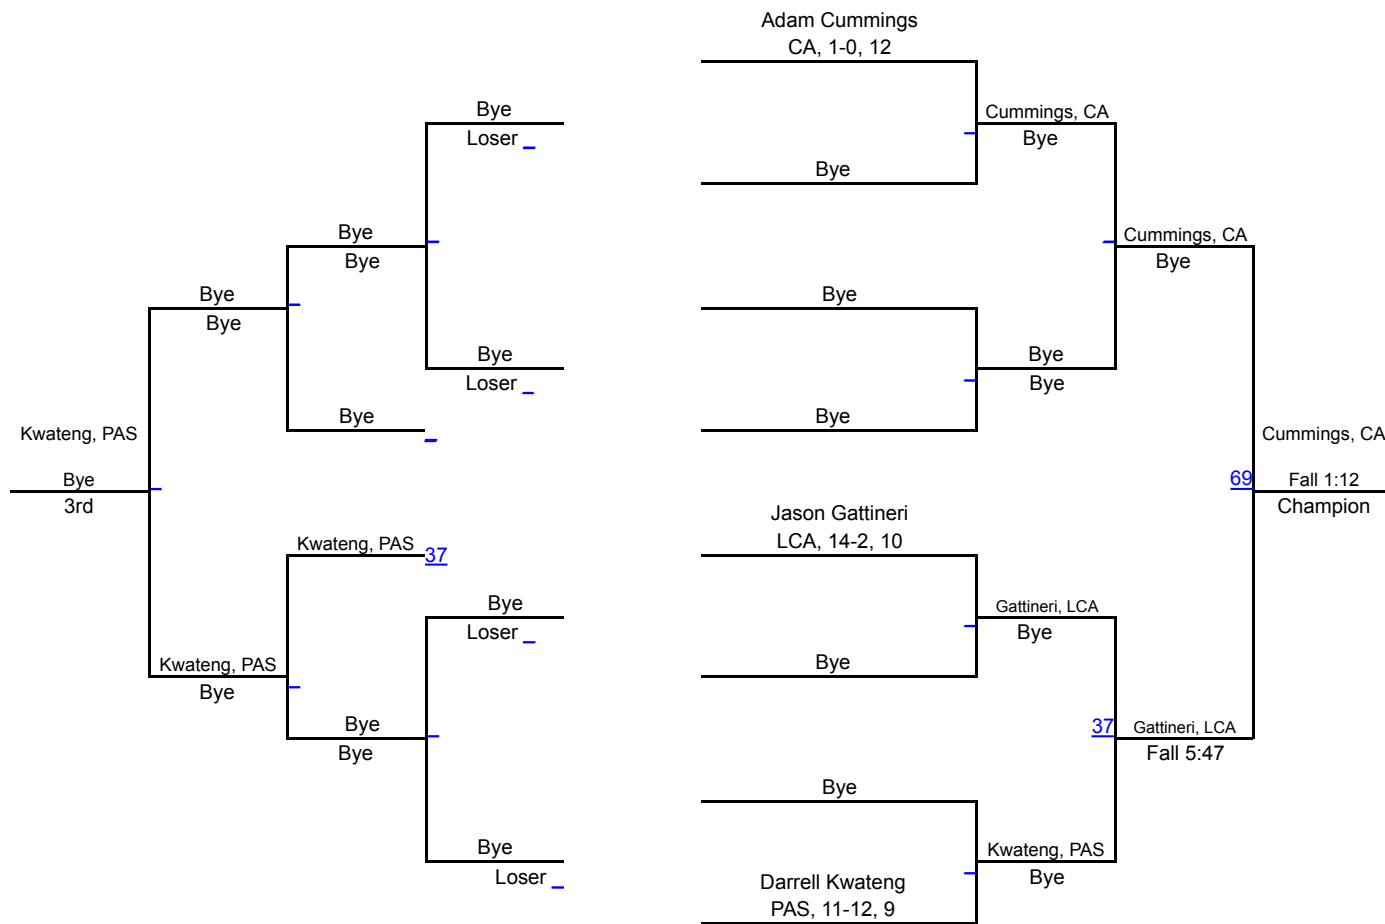 Adam Cummings
CA, 1-0, 12
Bye
Loser
Cummings, CA
Bye
Bye
Bye
Bye
Cummings, CA
Bye
Bye
Bye
Bye
Bye
Loser
Bye
Bye
Bye
Bye
Kwateng, PAS
Cummings, CA
Bye
3rd
69
Fall 1:12
Champion
Jason Gattineri
LCA, 14-2, 10
Kwateng, PAS
37
Bye
Loser
Gattineri, LCA
Bye
Kwateng, PAS
Bye
Bye
Bye
Bye
37
Gattineri, LCA
Fall 5:47
Bye
Bye
Loser
Kwateng, PAS
Bye
Darrell Kwateng
PAS, 11-12, 9